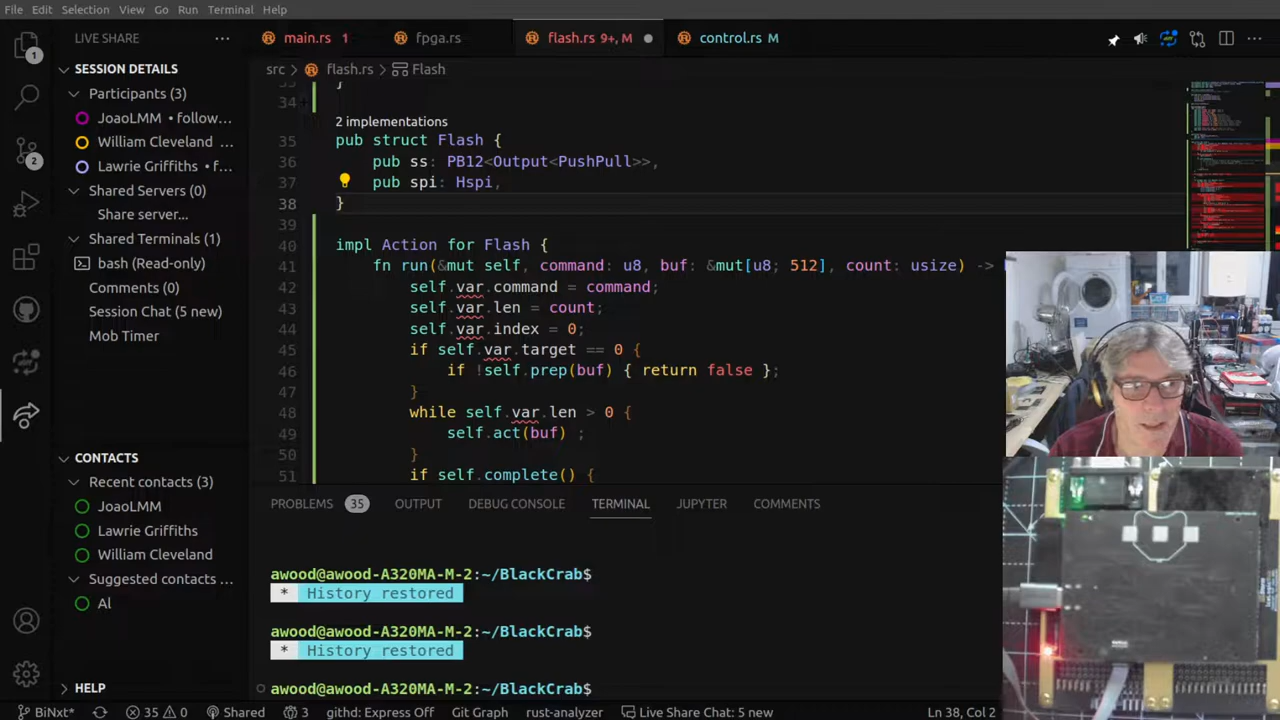 File Edit Selection View Go Run Terminal Help
LIVE SHARE ...
main.rs 1
fpga.rs
flash.rs 9+, M
control.rs M
src > flash.rs > Flash
1
2
SESSION DETAILS
Participants (3)
JoaoLMM • follow...
William Cleveland ...
Lawrie Griffiths • f...
Shared Servers (0)
Share server...
Shared Terminals (1)
bash (Read-only)
Comments (0)
Session Chat (5 new)
Mob Timer
CONTACTS
Recent contacts (3)
JoaoLMM
Lawrie Griffiths
William Cleveland
Suggested contacts ...
Al
HELP
}
34
2 implementations
35 pub struct Flash {
36 pub ss: PB12<Output<PushPull>>,
37 pub spi: Hspi,
38 }
39
40 impl Action for Flash {
41 fn run(&mut self, command: u8, buf: &mut[u8; 512], count: usize) ->
42 self.var.command = command;
43 self.var.len = count;
44 self.var.index = 0;
45 if self.var.target == 0 {
46 if !self.prep(buf) { return false };
47 }
48 while self.var.len > 0 {
49 self.act(buf) ;
50 }
51 if self.complete() {
PROBLEMS 35 OUTPUT DEBUG CONSOLE TERMINAL JUPYTER COMMENTS
awood@awood-A320MA-M-2:~/BlackCrab$
* History restored
awood@awood-A320MA-M-2:~/BlackCrab$
* History restored
awood@awood-A320MA-M-2:~/BlackCrab$
BiNxt* 35 0 Shared 3 githd: Express Off Git Graph rust-analyzer Live Share Chat: 5 new Ln 38, Col 2